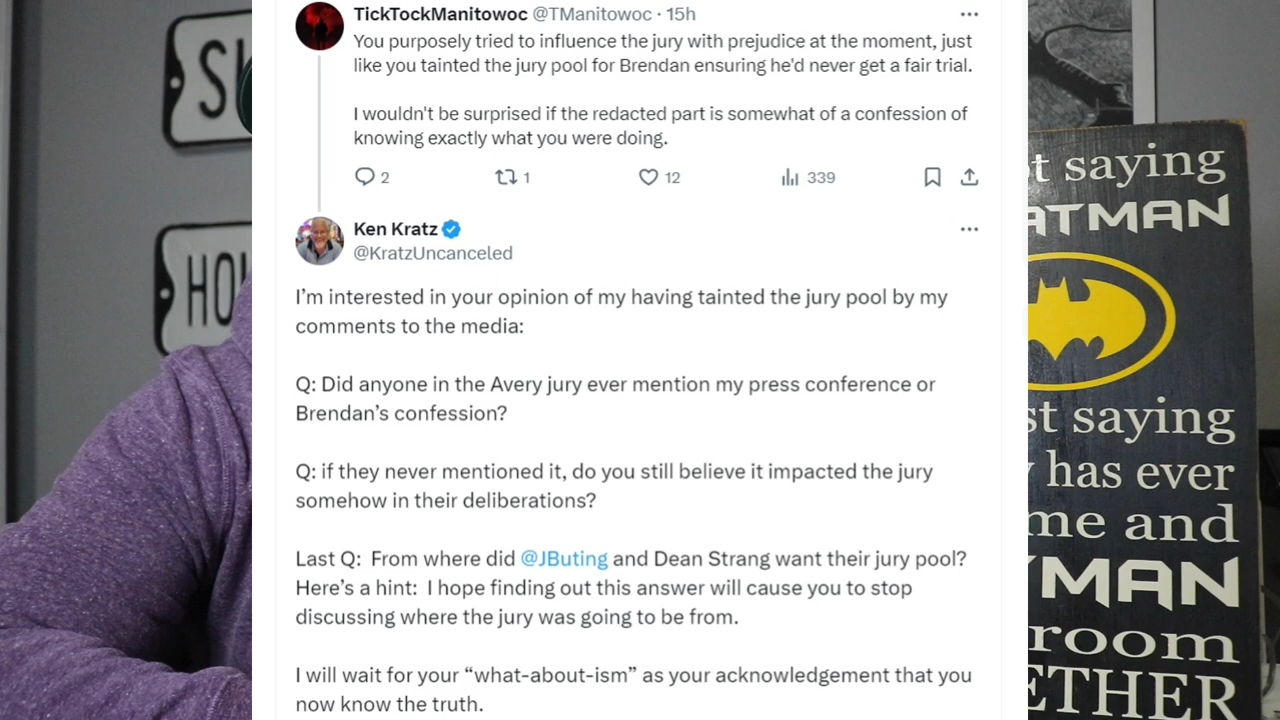 TickTockManitowoc @TManitowoc · 15h
You purposely tried to influence the jury with prejudice at the moment, just
like you tainted the jury pool for Brendan ensuring he'd never get a fair trial.
I wouldn't be surprised if the redacted part is somewhat of a confession of
knowing exactly what you were doing.
2 1 12 339
Ken Kratz
@KratzUncanceled
I'm interested in your opinion of my having tainted the jury pool by my
comments to the media:
Q: Did anyone in the Avery jury ever mention my press conference or
Brendan's confession?
Q: if they never mentioned it, do you still believe it impacted the jury
somehow in their deliberations?
Last Q:  From where did @JButing and Dean Strang want their jury pool?
Here's a hint:  I hope finding out this answer will cause you to stop
discussing where the jury was going to be from.
I will wait for your “what-about-ism” as your acknowledgement that you
now know the truth.
saying
ATMAN
saying
has ever
me and
MAN
room
ETHER